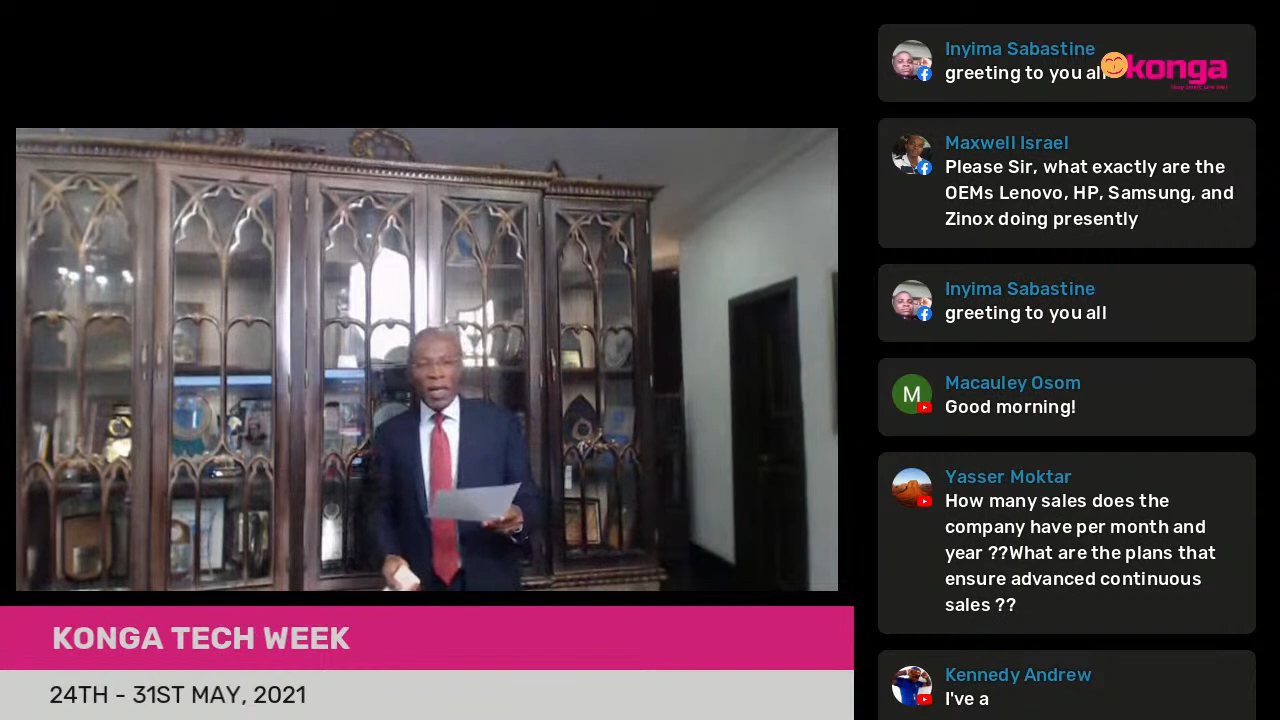 KONGA TECH WEEK
24TH - 31ST MAY, 2021
Inyima Sabastine
greeting to you all
konga
Maxwell Israel
Please Sir, what exactly are the
OEMs Lenovo, HP, Samsung, and
Zinox doing presently
Inyima Sabastine
greeting to you all
M
Macauley Osom
Good morning!
Yasser Moktar
How many sales does the
company have per month and
year ??What are the plans that
ensure advanced continuous
sales ??
Kennedy Andrew
I've a